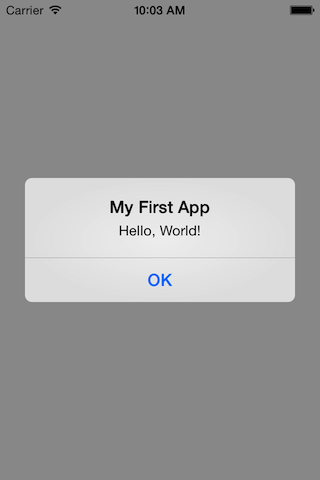 Carrier 10:03 AM
My First App
Hello, World!
OK